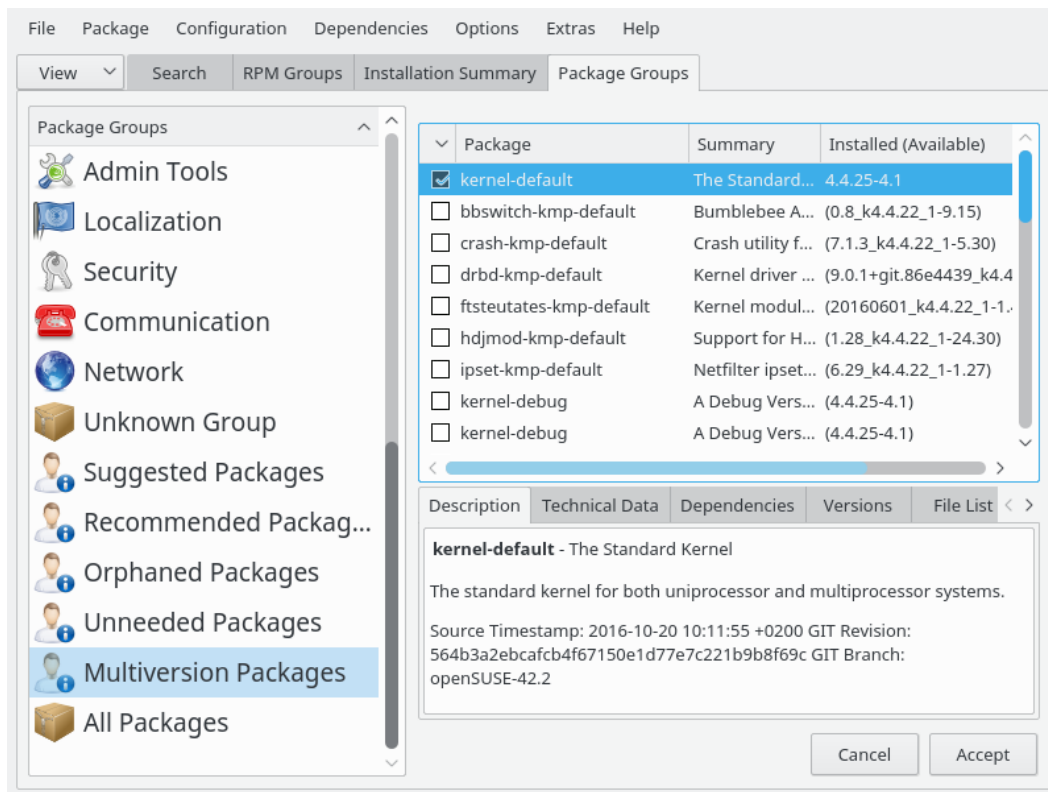 File Package Configuration Dependencies Options Extras Help
View Search RPM Groups Installation Summary Package Groups
Package Groups
Admin Tools
Localization
Security
Communication
Network
Unknown Group
Suggested Packages
Recommended Packag...
Orphaned Packages
Unneeded Packages
Multiversion Packages
All Packages
Package Summary Installed (Available)
kernel-default The Standard... 4.4.25-4.1
bbswitch-kmp-default Bumblebee A... (0.8_k4.4.22_1-9.15)
crash-kmp-default Crash utility f... (7.1.3_k4.4.22_1-5.30)
drbd-kmp-default Kernel driver ... (9.0.1+git.86e4439_k4.4
ftsteutates-kmp-default Kernel modul... (20160601_k4.4.22_1-1.
hdjmod-kmp-default Support for H... (1.28_k4.4.22_1-24.30)
ipset-kmp-default Netfilter ipset... (6.29_k4.4.22_1-1.27)
kernel-debug A Debug Vers... (4.4.25-4.1)
kernel-debug A Debug Vers... (4.4.25-4.1)
Description Technical Data Dependencies Versions File List
kernel-default - The Standard Kernel
The standard kernel for both uniprocessor and multiprocessor systems.
Source Timestamp: 2016-10-20 10:11:55 +0200 GIT Revision:
564b3a2ebcafcb4f67150e1d77e7c221b9b8f69c GIT Branch:
openSUSE-42.2
Cancel Accept